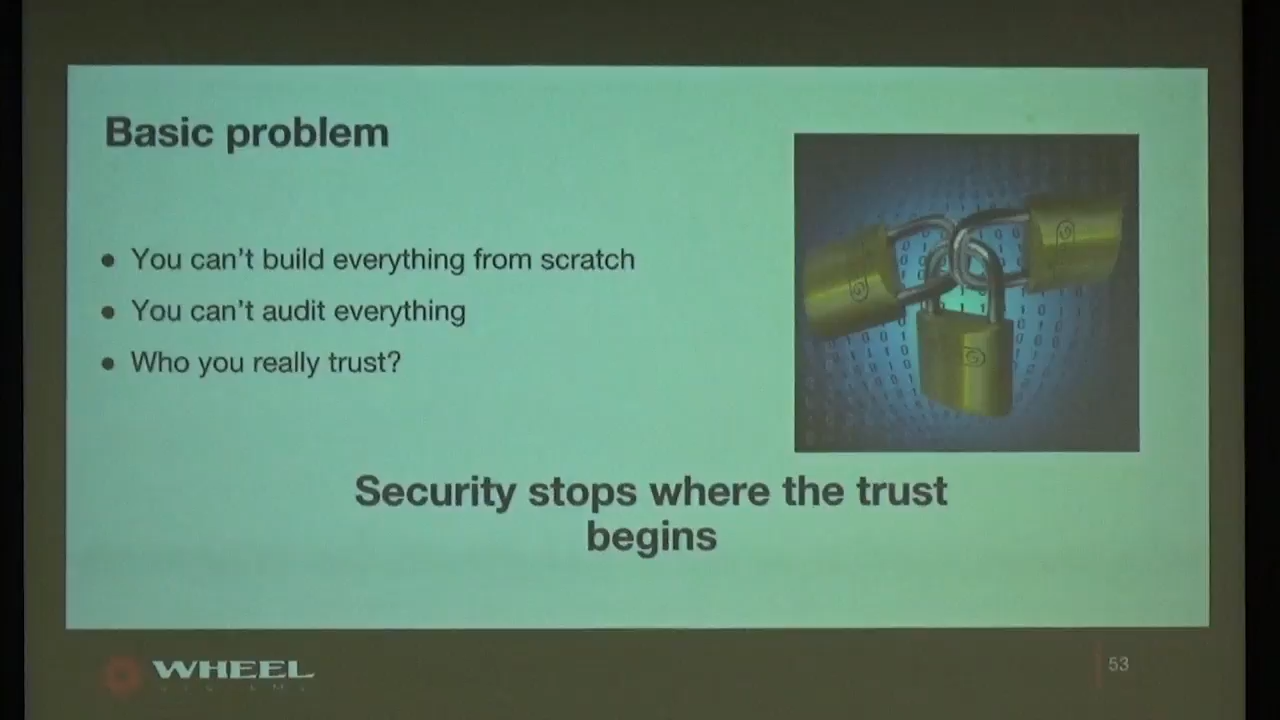 Basic problem
• You can't build everything from scratch
• You can't audit everything
• Who you really trust?
Security stops where the trust
begins
WHEEL
53